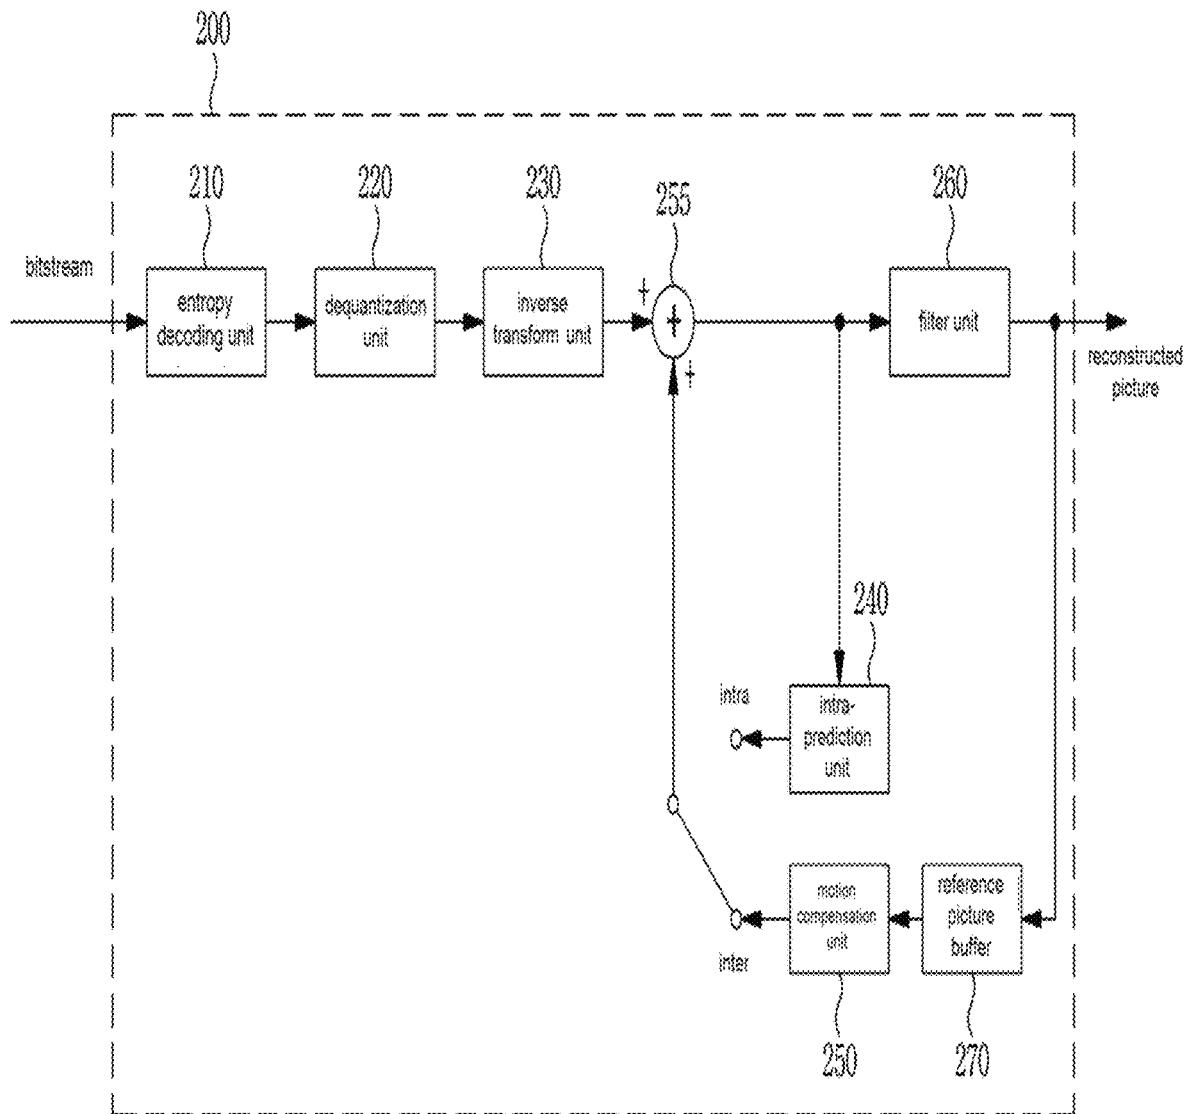 200
210
220
230
255
260
bitstream
entropy
decoding unit
dequantization
unit
inverse
transform unit
+
+
+
filter unit
reconstructed
picture
240
intra
intra-
prediction
unit
motion
compensation
unit
reference
picture
buffer
inter
250
270